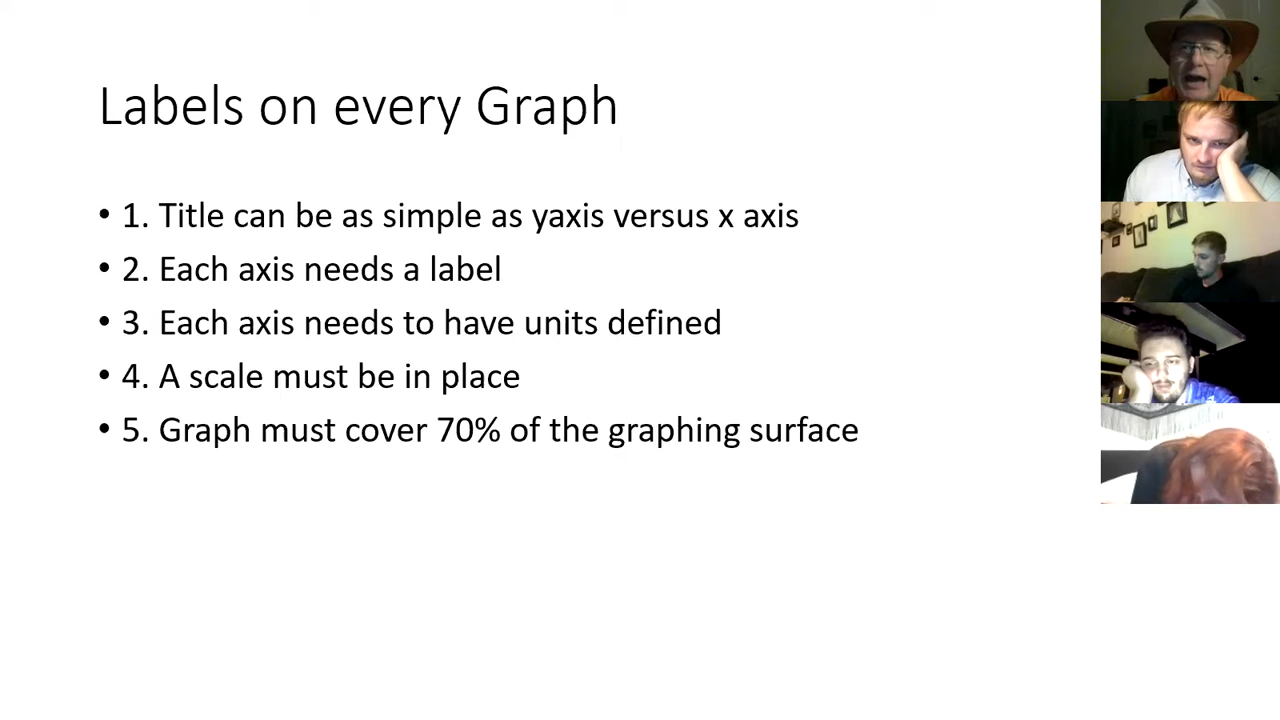 Labels on every Graph
• 1. Title can be as simple as yaxis versus x axis
• 2. Each axis needs a label
• 3. Each axis needs to have units defined
• 4. A scale must be in place
• 5. Graph must cover 70% of the graphing surface